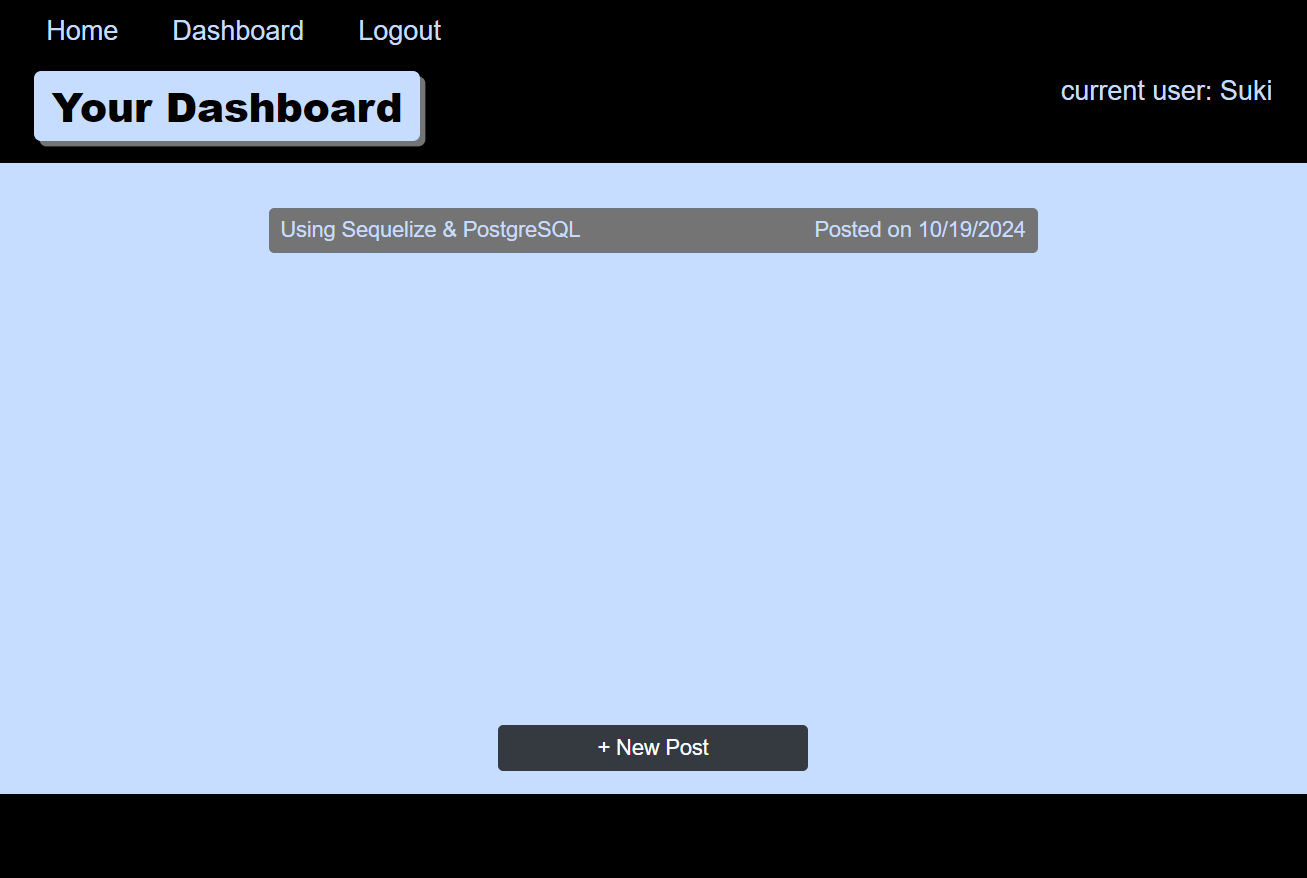 Home Dashboard Logout
Your Dashboard
current user: Suki
Using Sequelize & PostgreSQL Posted on 10/19/2024
+ New Post